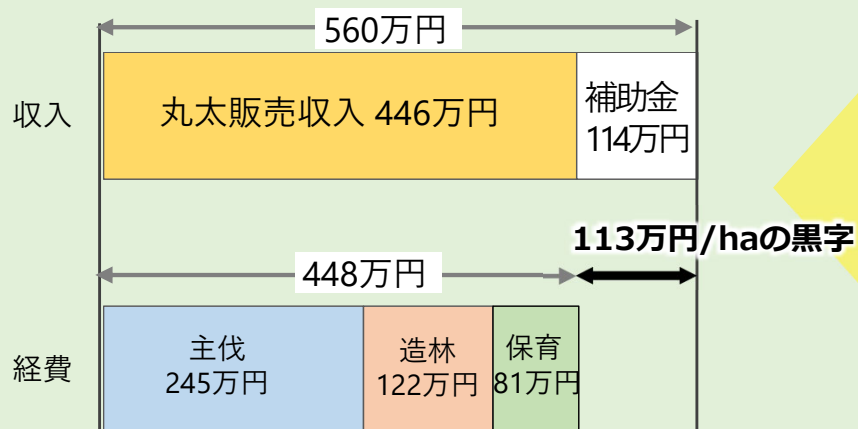 560万円
収入
丸太販売収入 446万円
補助金
114万円
113万円/haの黒字
448万円
経費
主伐
245万円
造林
122万円
保育
81万円